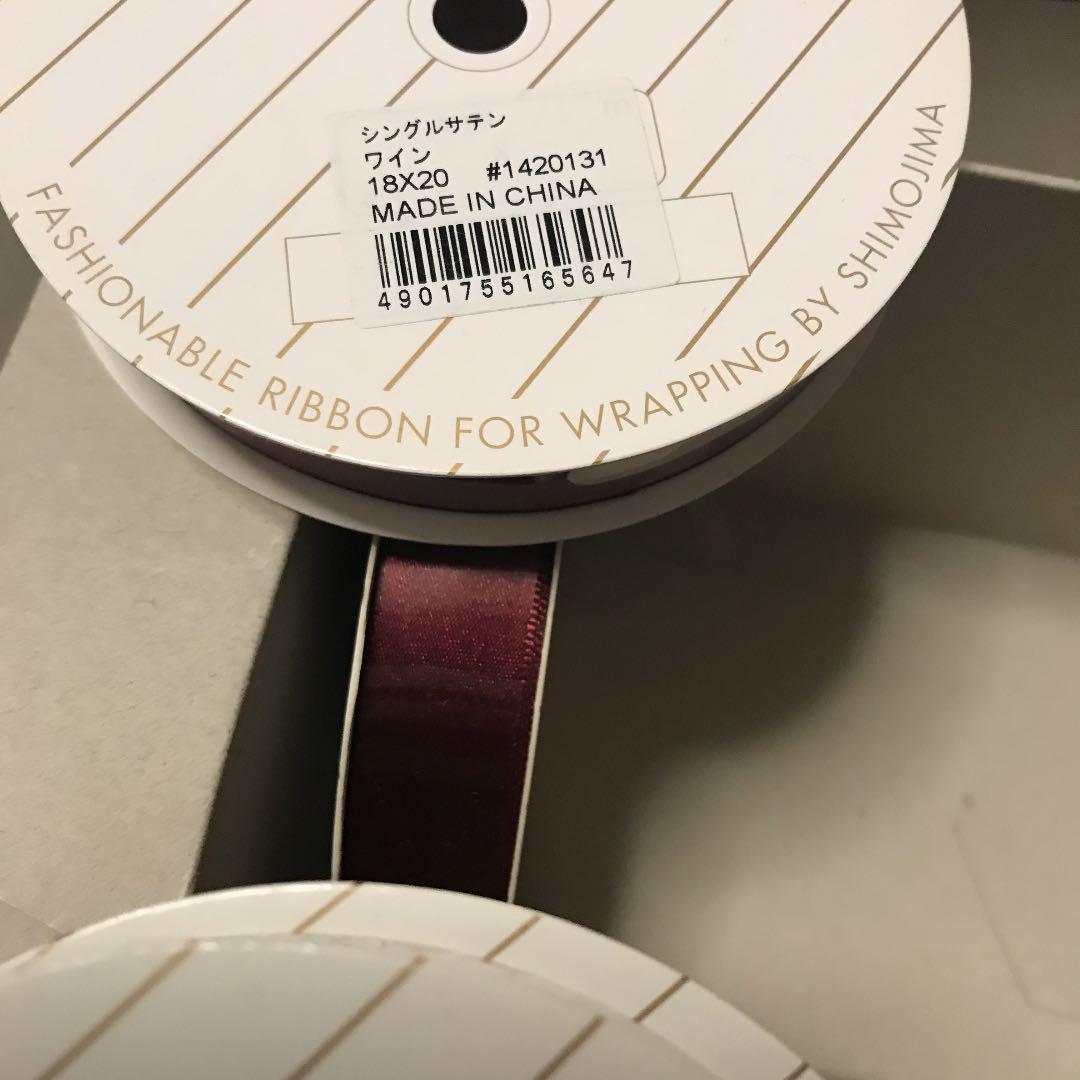 シングルサテン
ワイン
18X20 #1420131
MADE IN CHINA
4901755165647
FASHIONABLE RIBBON FOR WRAPPING BY SHIMOJIMA